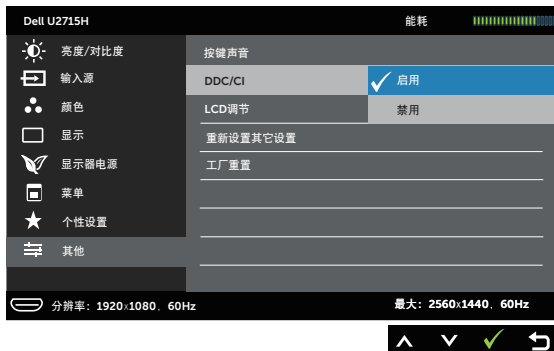 Dell U2715H 能耗
亮度/对比度
输入源
颜色
显示
显示器电源
菜单
个性设置
其他
按键声音
DDC/CI
LCD调节
重新设置其它设置
工厂重置
启用
禁用
分辨率：1920x1080，60Hz 最大：2560x1440，60Hz